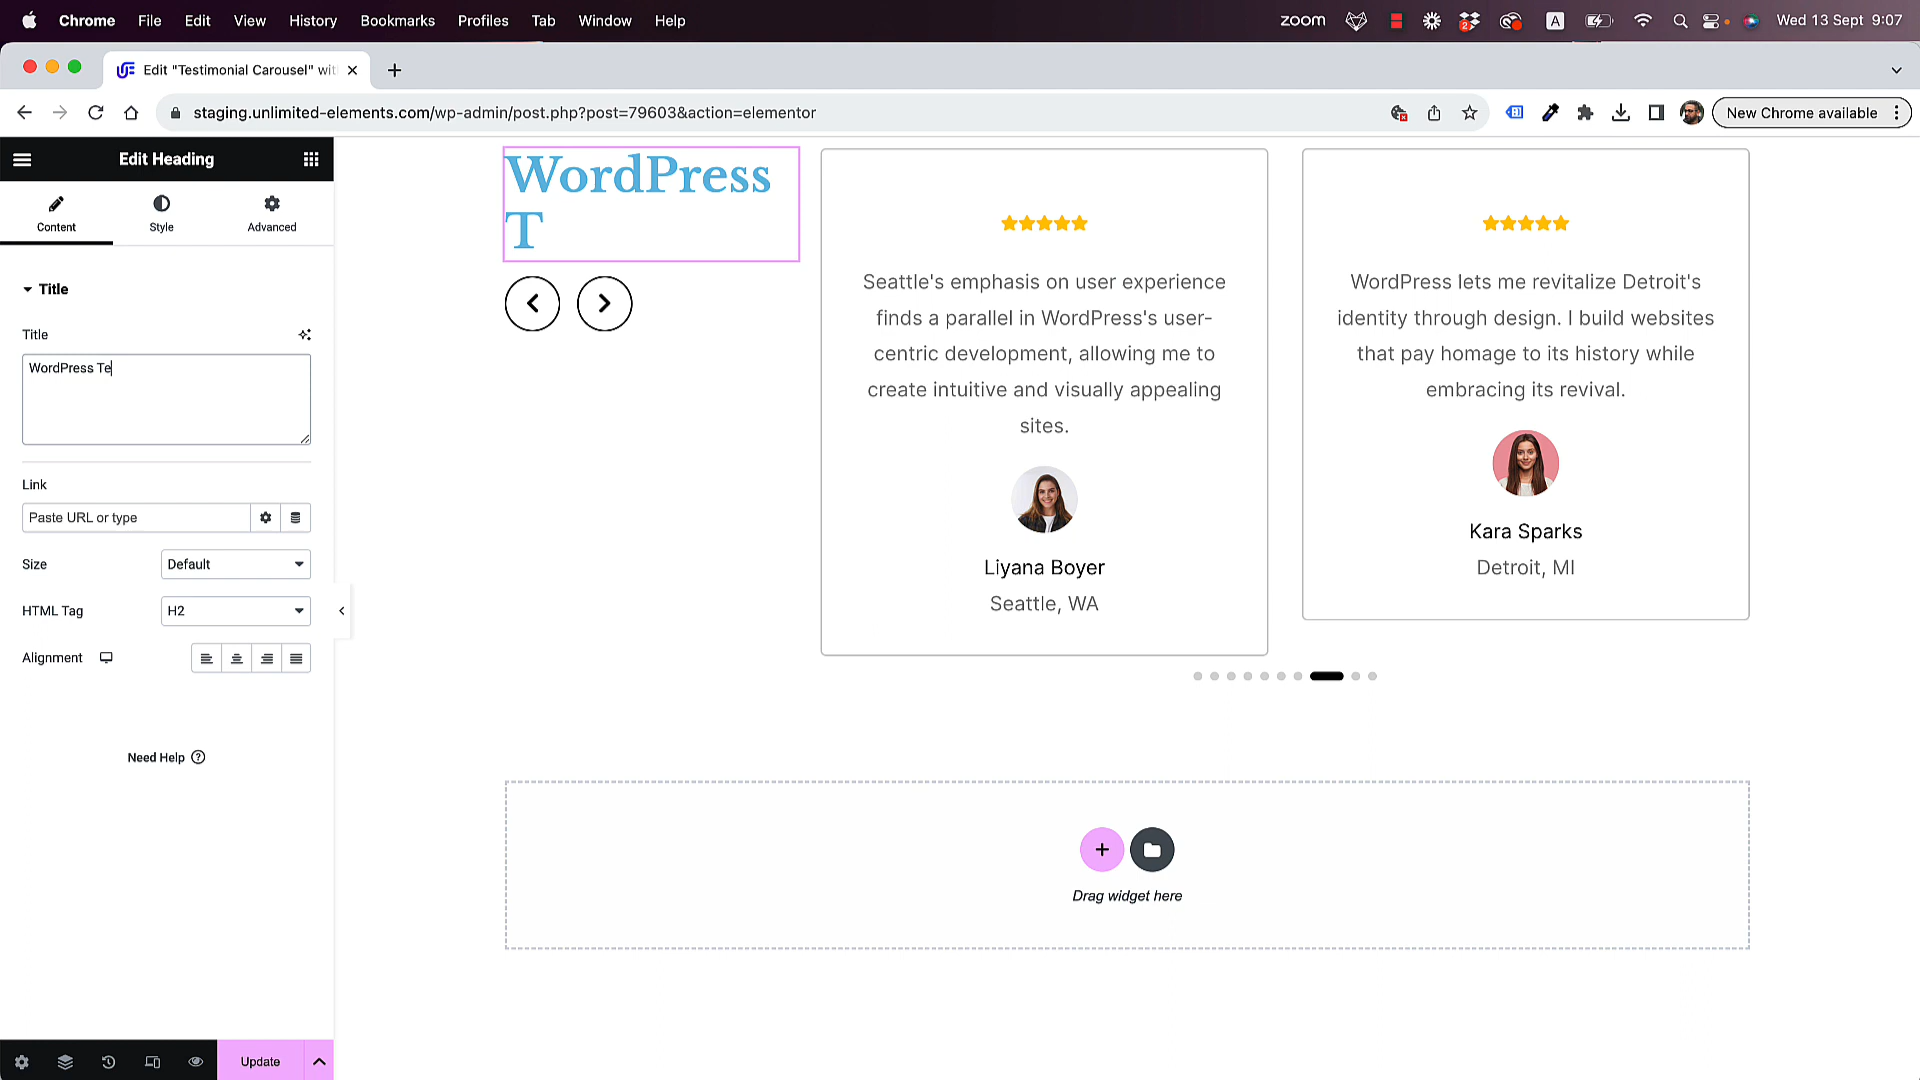 Chrome File Edit View History Bookmarks Profiles Tab Window Help
zoom 2 A Wed 13 Sept 9:07
Edit "Testimonial Carousel" wit
staging.unlimited-elements.com/wp-admin/post.php?post=79603&action=elementor
New Chrome available
Edit Heading
Content Style Advanced
Title
Title
WordPress Te
Link
Paste URL or type
Size Default
HTML Tag H2
Alignment
Need Help ?
Update
WordPress
T
Seattle's emphasis on user experience
finds a parallel in WordPress's user-
centric development, allowing me to
create intuitive and visually appealing
sites.
Liyana Boyer
Seattle, WA
WordPress lets me revitalize Detroit's
identity through design. I build websites
that pay homage to its history while
embracing its revival.
Kara Sparks
Detroit, MI
Drag widget here